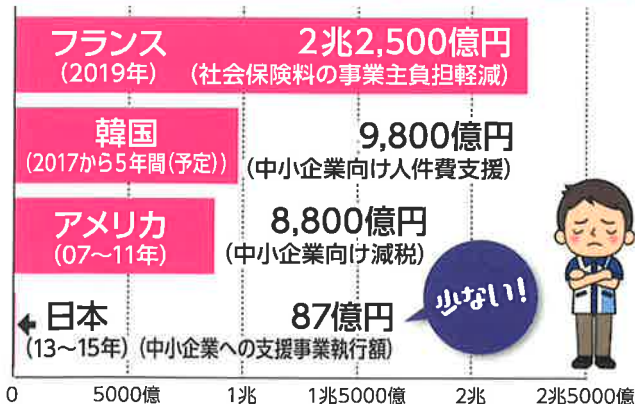 フランス 2兆2,500億円
(2019年) (社会保険料の事業主負担軽減)
韓国 9,800億円
(2017から5年間(予定)) (中小企業向け人件費支援)
アメリカ 8,800億円
(07〜11年) (中小企業向け減税)
日本 87億円
(13〜15年) (中小企業への支援事業執行額)
少ない!
0 5000億 1兆 1兆5000億 2兆 2兆5000億